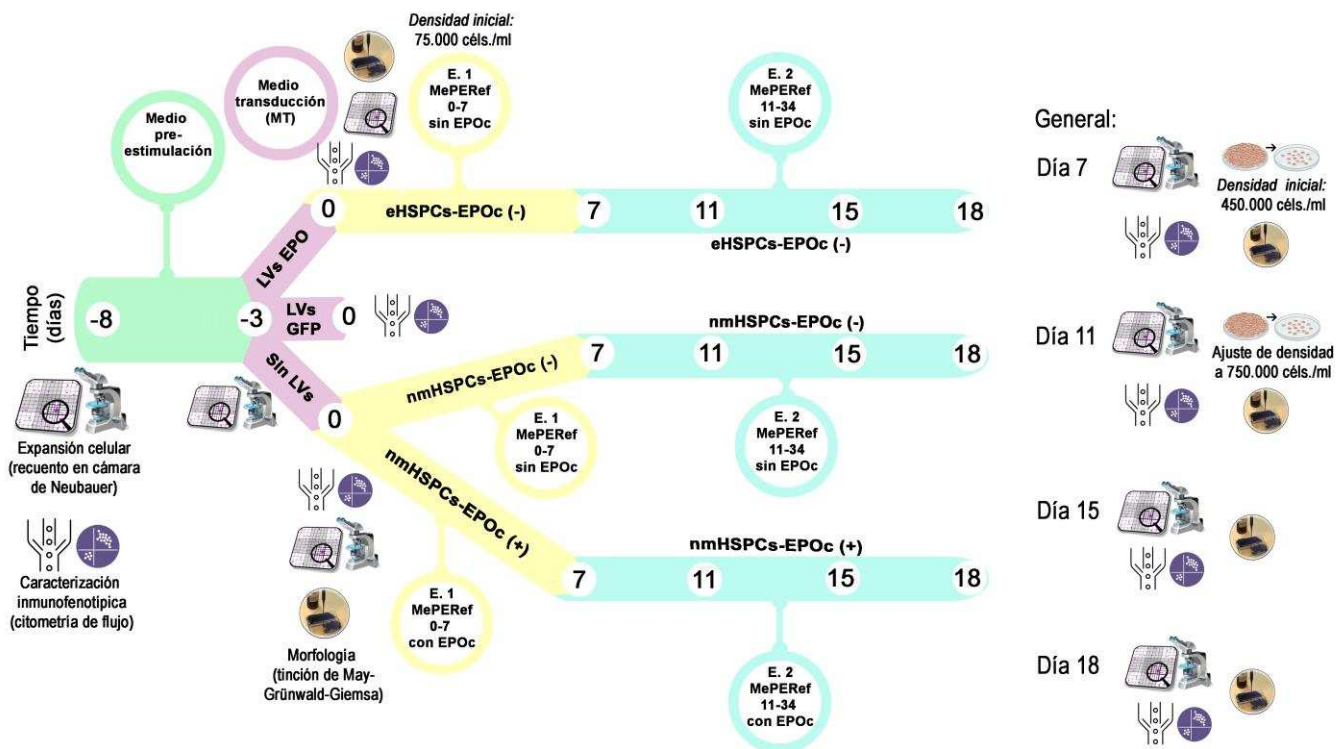 Densidad inicial:
75.000 céls./ml
Medio
transducción
(MT)
Medio
pre-
estimulación
E. 1
MePERef
0-7
sin EPOc
E. 2
MePERef
11-34
sin EPOc
0
eHSPCs-EPOc (-)
7
11
15
18
eHSPCs-EPOc (-)
LVs EPO
Tiempo
(días)
-8
-3
LVs
GFP
0
Sin LVs
0
nmHSPCs-EPOc (-)
nmHSPCs-EPOc (-)
7
11
15
18
E. 1
MePERef
0-7
sin EPOc
E. 2
MePERef
11-34
sin EPOc
nmHSPCs-EPOc (+)
nmHSPCs-EPOc (+)
7
11
15
18
E. 1
MePERef
0-7
con EPOc
E. 2
MePERef
11-34
con EPOc
Expansión celular
(recuento en cámara
de Neubauer)
Caracterización
inmunofenotípica
(citometría de flujo)
Morfologia
(tinción de May-
Grünwald-Giemsa)
General:
Día 7
Densidad inicial:
450.000 céls./ml
Día 11
Ajuste de densidad
a 750.000 céls./ml
Día 15
Día 18